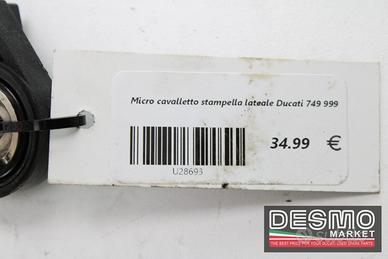 Micro cavalletto stampella lateale Ducati 749 999
34.99 €
U28693
DESMO
MARKET
THE BEST PRICE FOR YOUR DUCATI USED SPARE PARTS